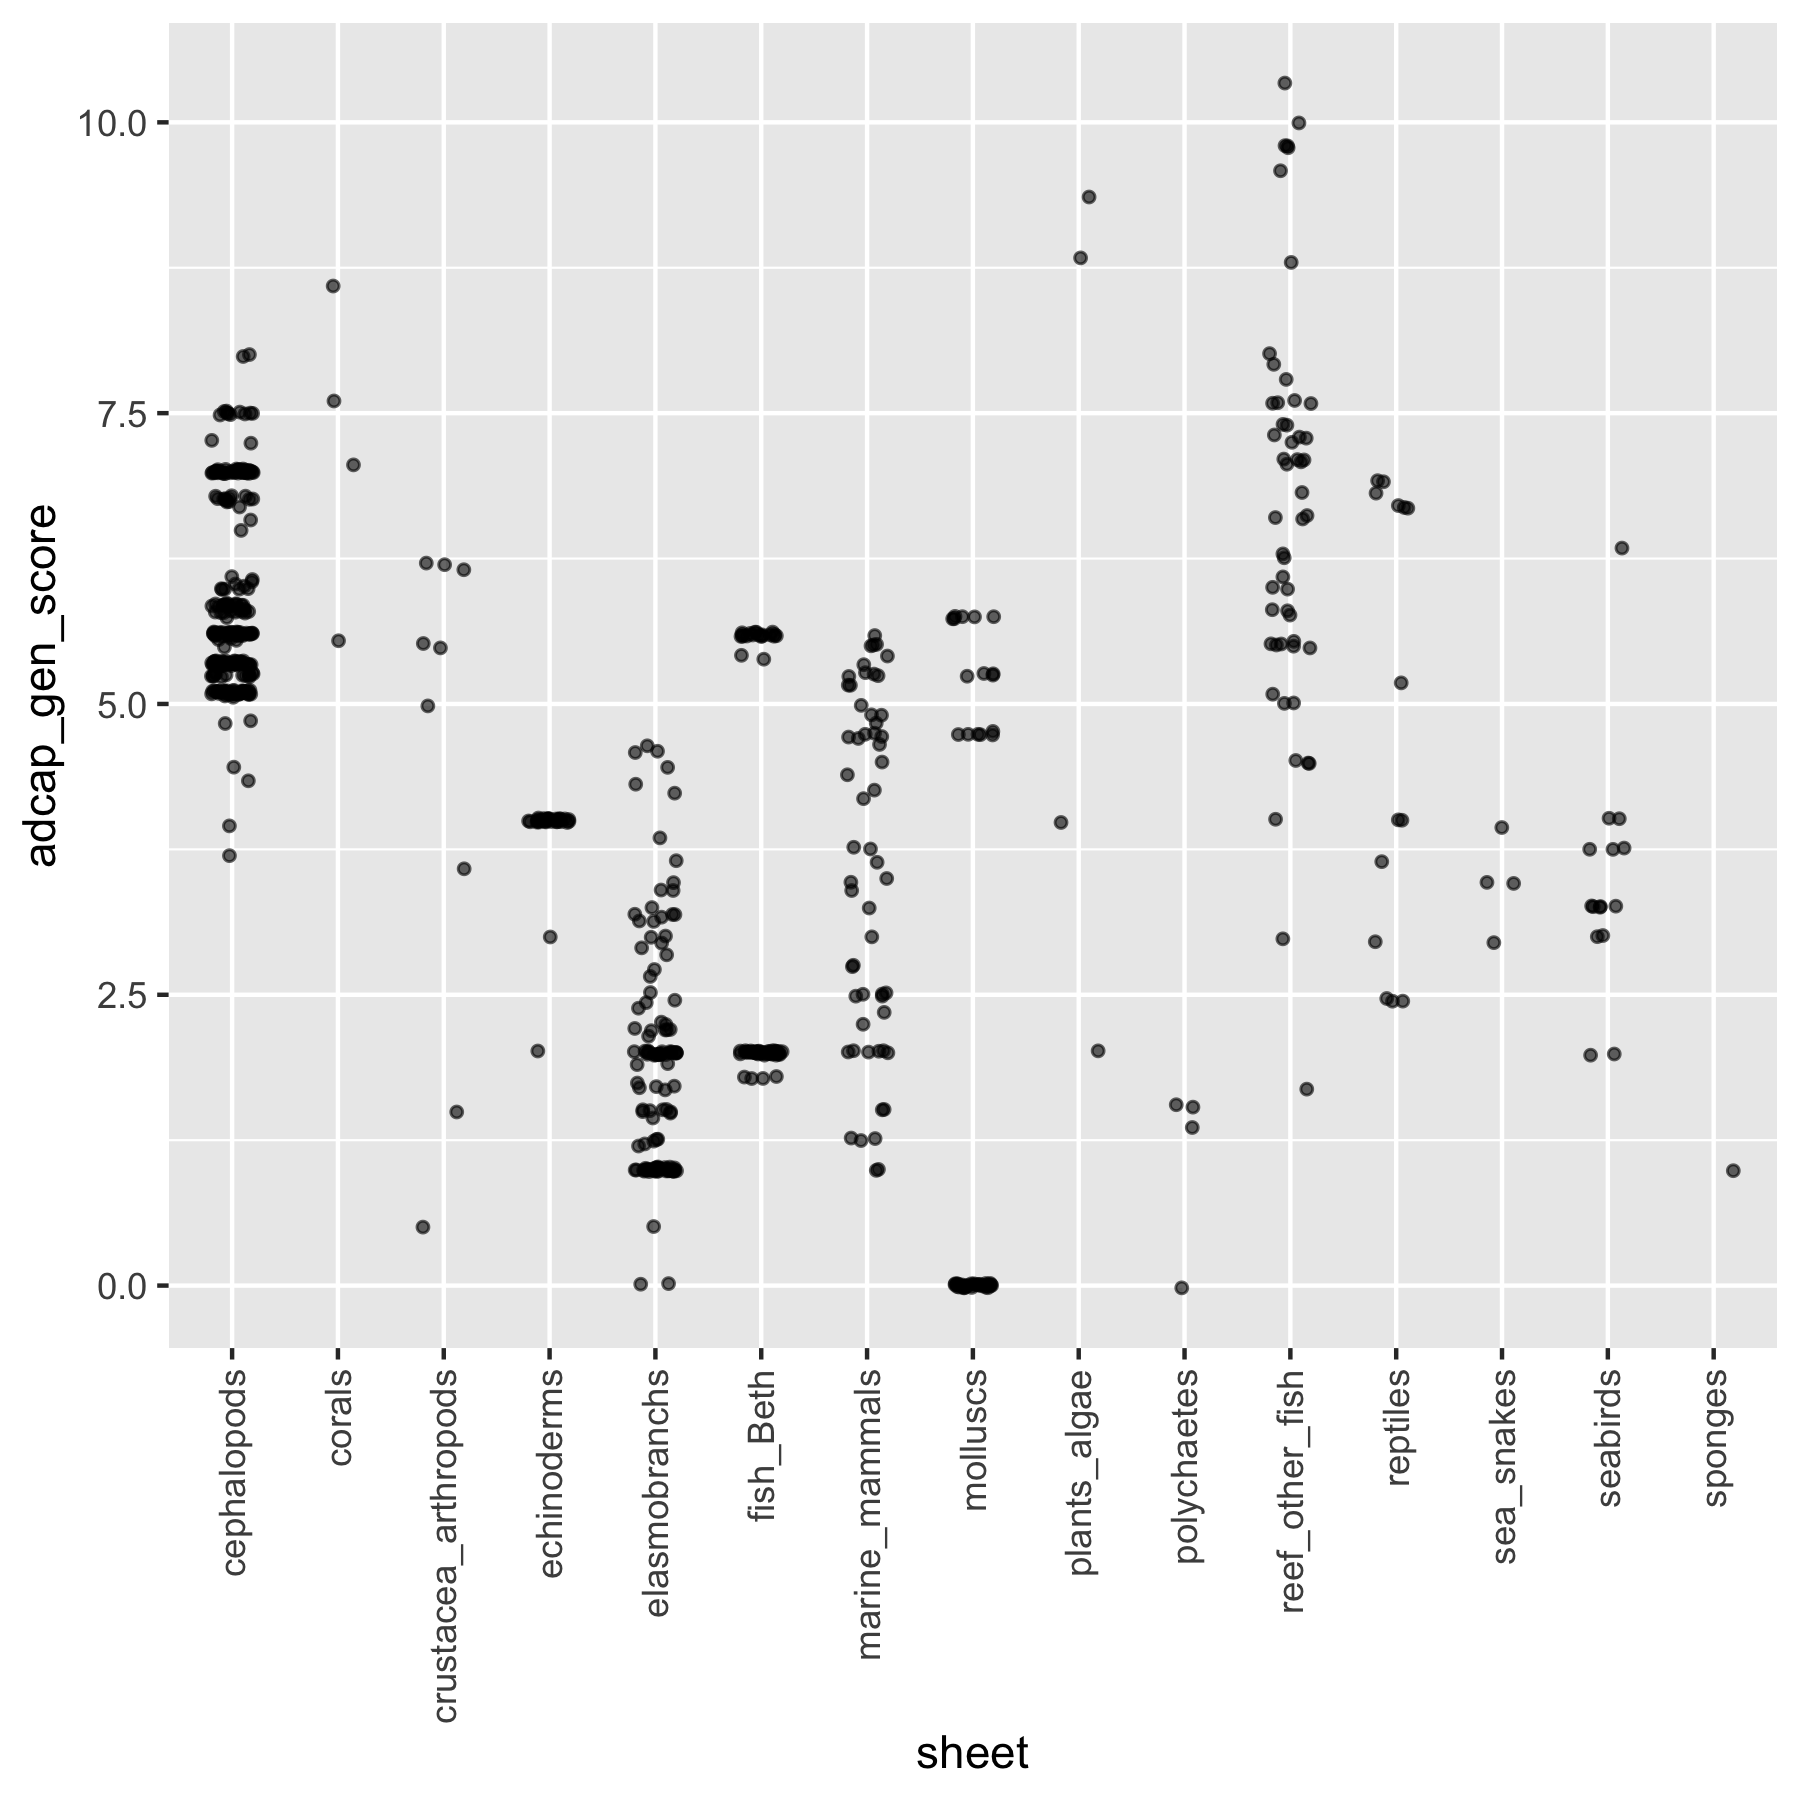 adcap_gen_score
10.0
7.5
5.0
2.5
0.0
cephalopods
corals
crustacea_arthropods
echinoderms
elasmobranchs
fish_Beth
marine_mammals
molluscs
plants_algae
polychaetes
reef_other_fish
reptiles
sea_snakes
seabirds
sponges
sheet